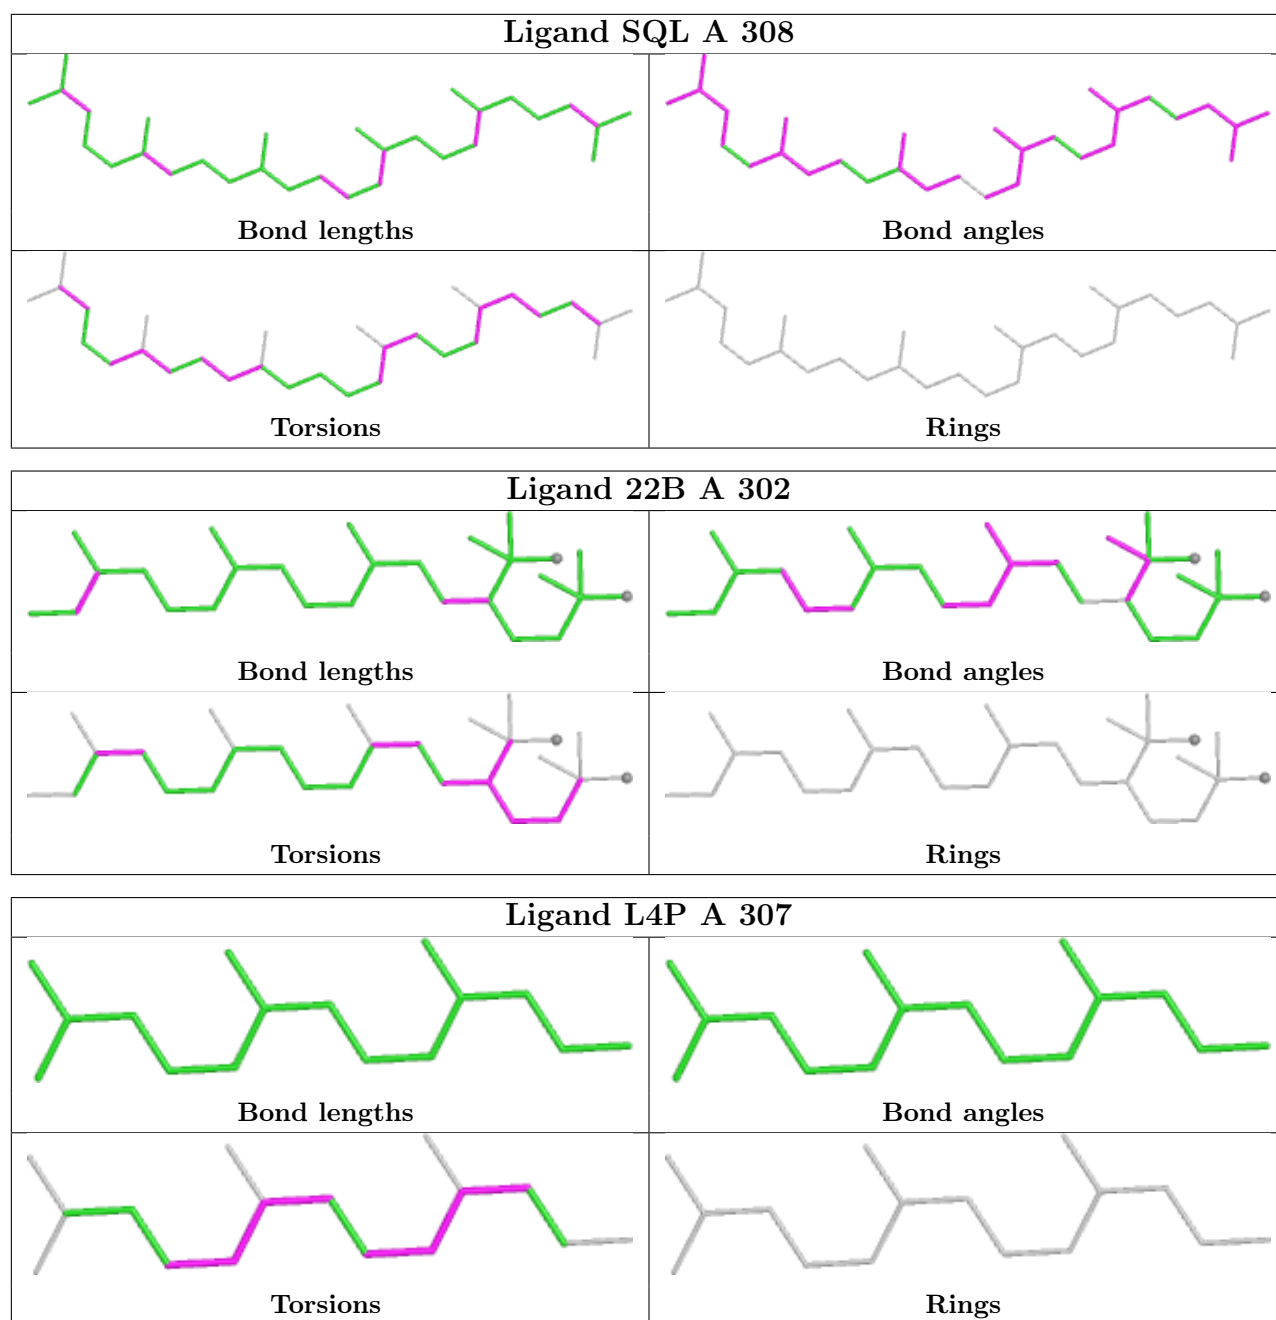 Ligand SQL A 308
Bond lengths
Bond angles
Torsions
Rings
Ligand 22B A 302
Bond lengths
Bond angles
Torsions
Rings
Ligand L4P A 307
Bond lengths
Bond angles
Torsions
Rings